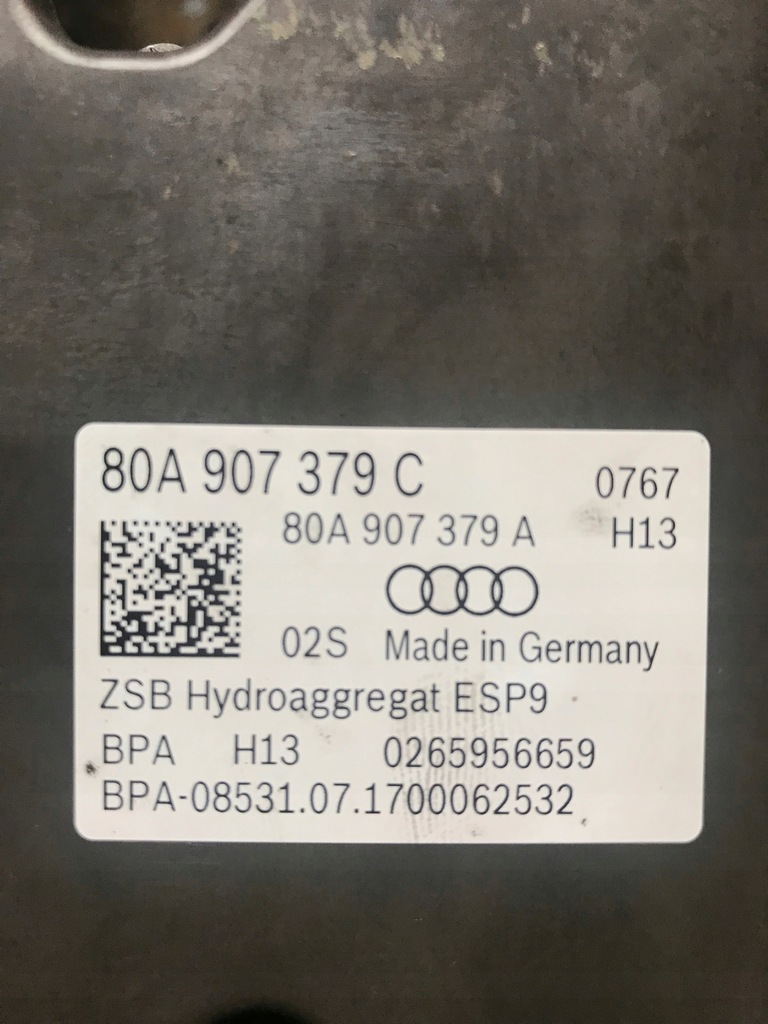 80A 907 379 C 0767
80A 907 379 A H13
02S Made in Germany
ZSB Hydroaggregat ESP9
BPA H13 0265956659
BPA-08531.07.1700062532